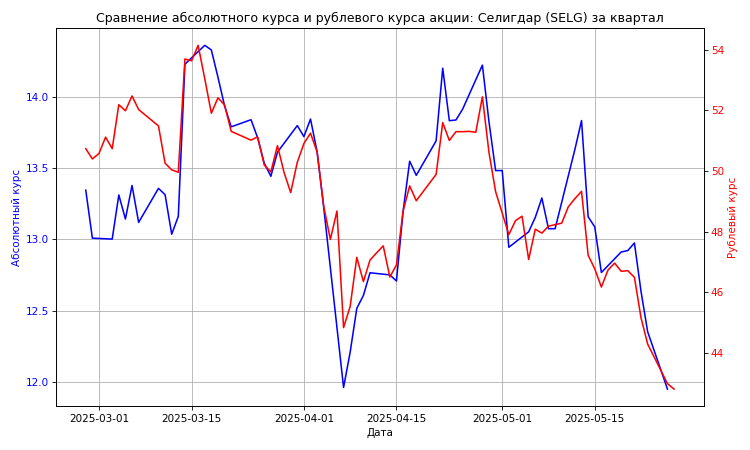 Сравнение абсолютного курса и рублевого курса акции: Селигдар (SELG) за квартал
Абсолютный курс
14.0
13.5
13.0
12.5
12.0
54
52
50
48
46
44
Рублевый курс
2025-03-01 2025-03-15 2025-04-01 2025-04-15 2025-05-01 2025-05-15
Дата